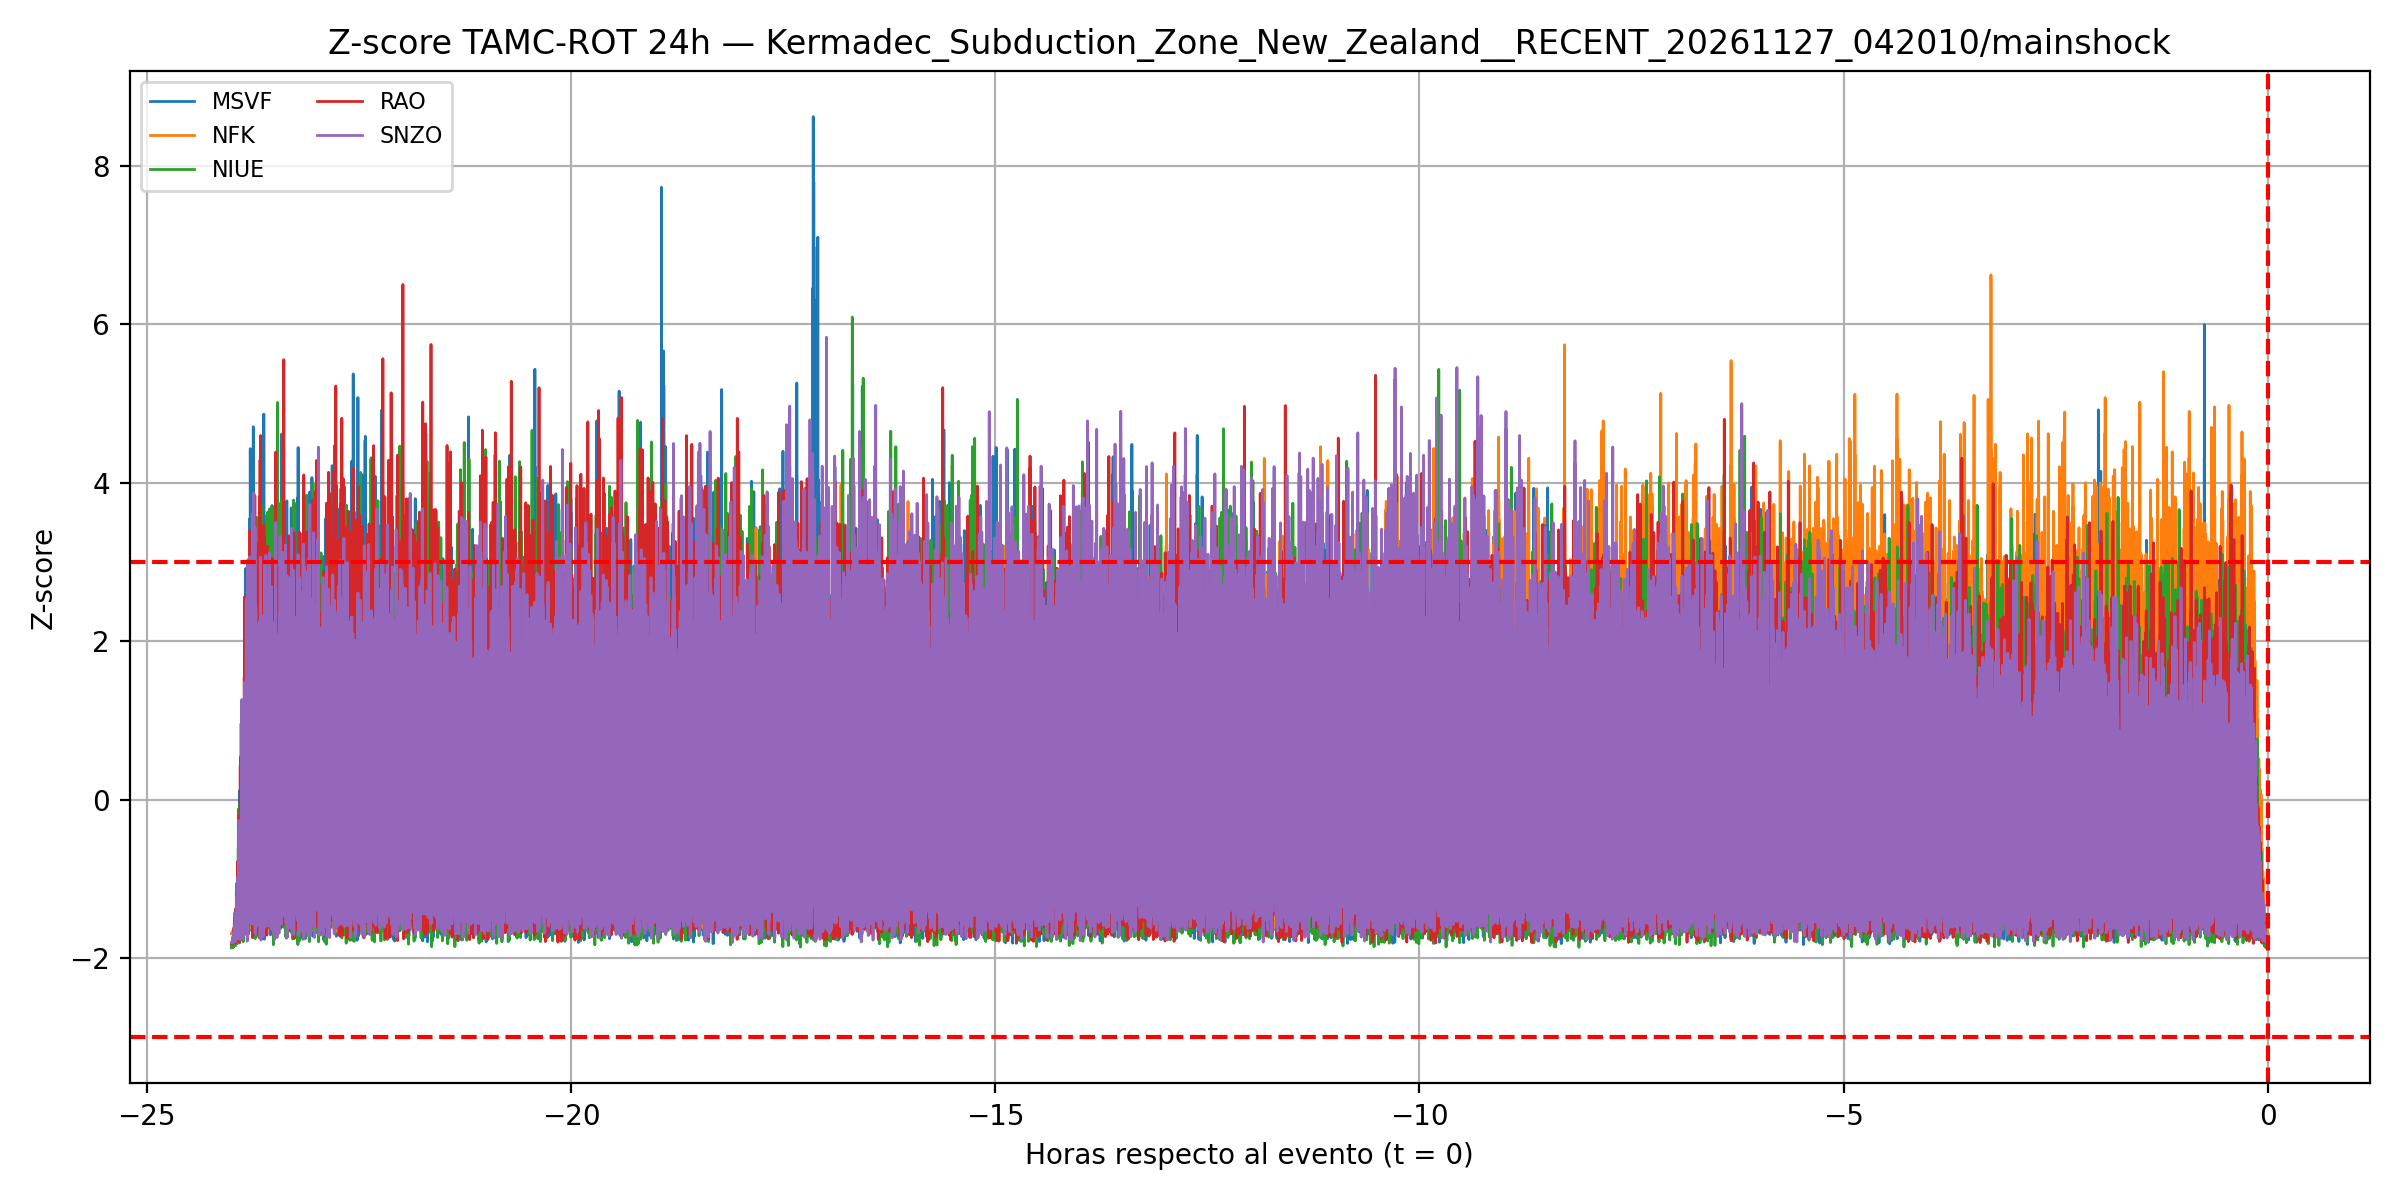 Z-score TAMC-ROT 24h — Kermadec_Subduction_Zone_New_Zealand__RECENT_20261127_042010/mainshock
MSVF
NFK
NIUE
RAO
SNZO
8
6
4
2
0
−2
Z-score
−25
−20
−15
−10
−5
0
Horas respecto al evento (t = 0)